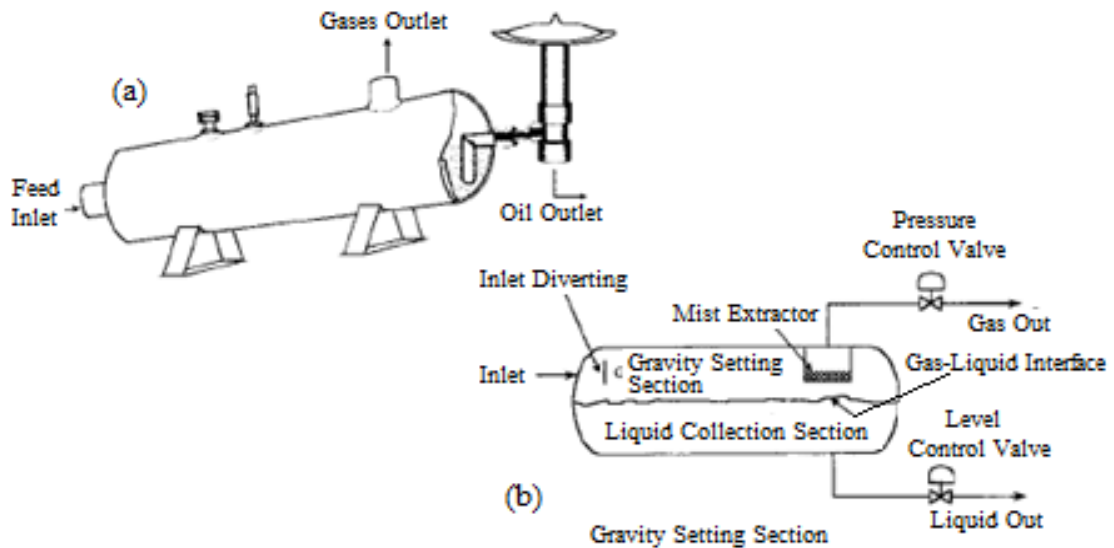 Gases Outlet
(a)
Feed
Inlet
Oil Outlet
Pressure
Control Valve
Inlet Diverting
Mist Extractor
Gas Out
Gas-Liquid Interface
Inlet
Gravity Setting
Section
Liquid Collection Section
Level
Control Valve
(b)
Liquid Out
Gravity Setting Section